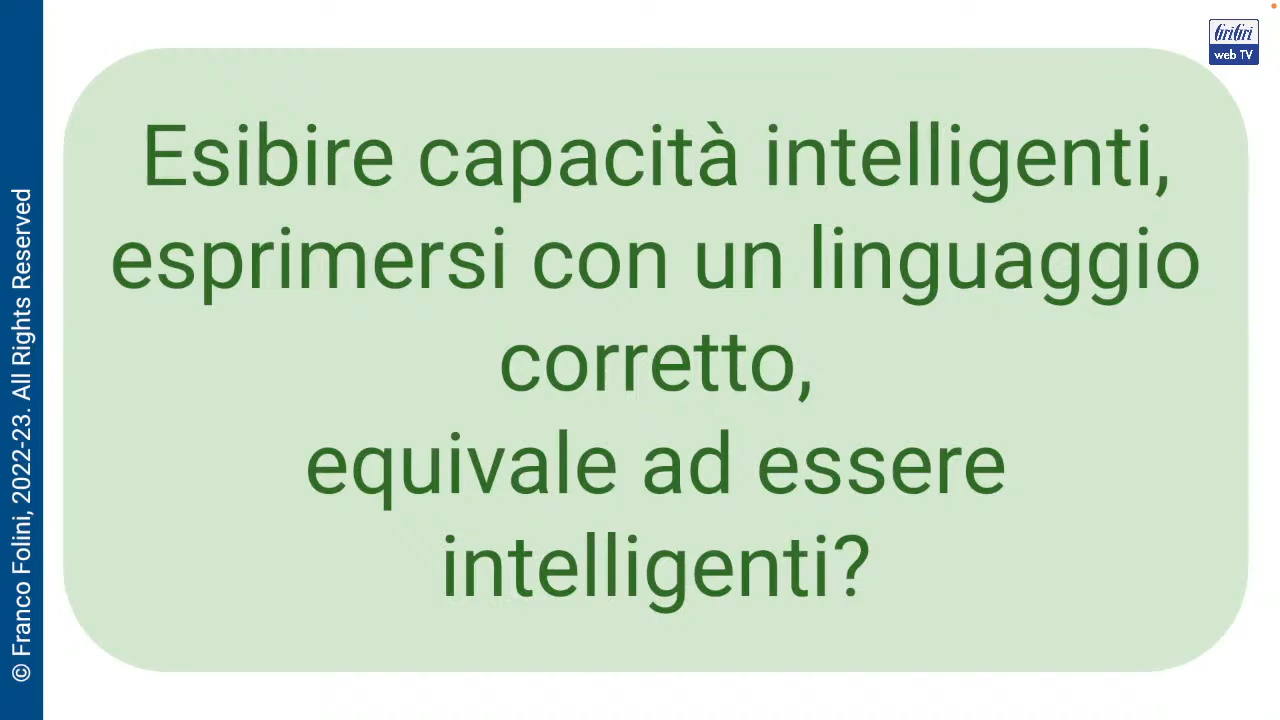 Esibire capacità intelligenti,
esprimersi con un linguaggio
corretto,
equivale ad essere
intelligenti?
© Franco Folini, 2022-23. All Rights Reserved
GriGri
web TV